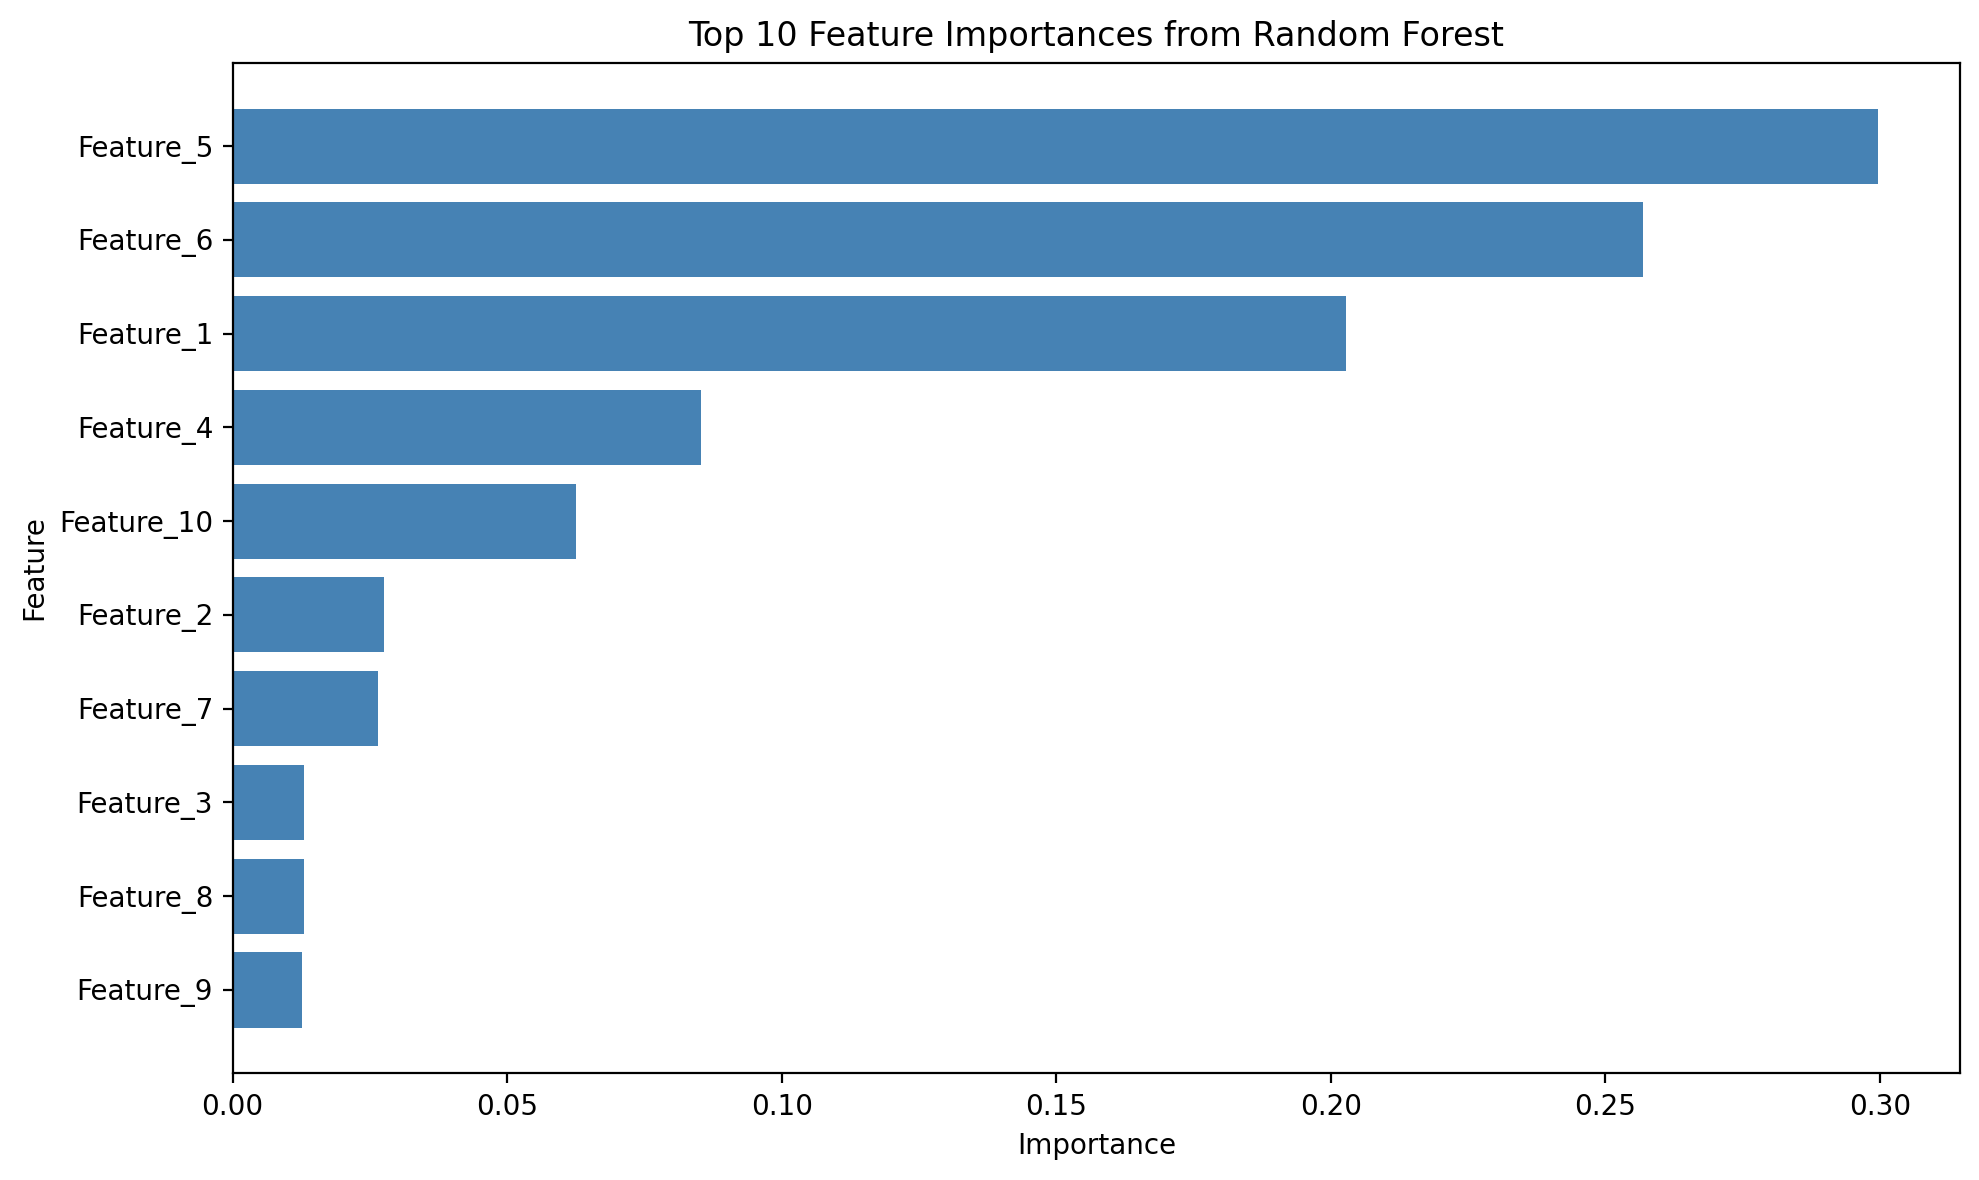 Top 10 Feature Importances from Random Forest
Feature_5
Feature_6
Feature_1
Feature_4
Feature_10
Feature_2
Feature_7
Feature_3
Feature_8
Feature_9
Feature
0.00 0.05 0.10 0.15 0.20 0.25 0.30
Importance